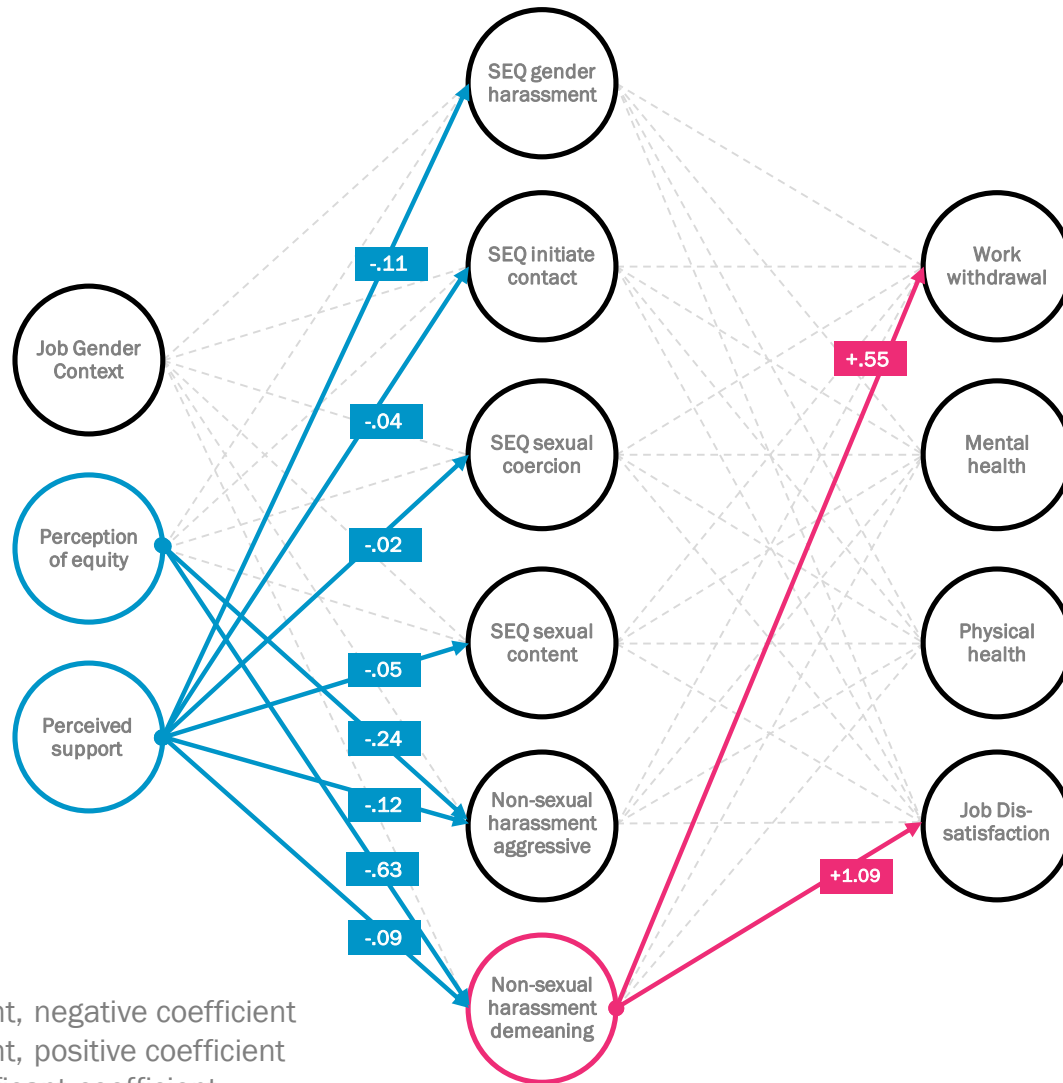 SEQ gender
harassment
SEQ initiate
contact
Work
withdrawal
-.11
Job Gender
Context
+.55
-.04
SEQ sexual
coercion
Mental
health
Perception
of equity
-.02
SEQ sexual
content
Physical
health
-.05
Perceived
support
-.24
-.12
Non-sexual
harassment
aggressive
Job Dis-
satisfaction
-.63
+1.09
-.09
Non-sexual
harassment
demeaning
negative coefficient
positive coefficient
coefficient